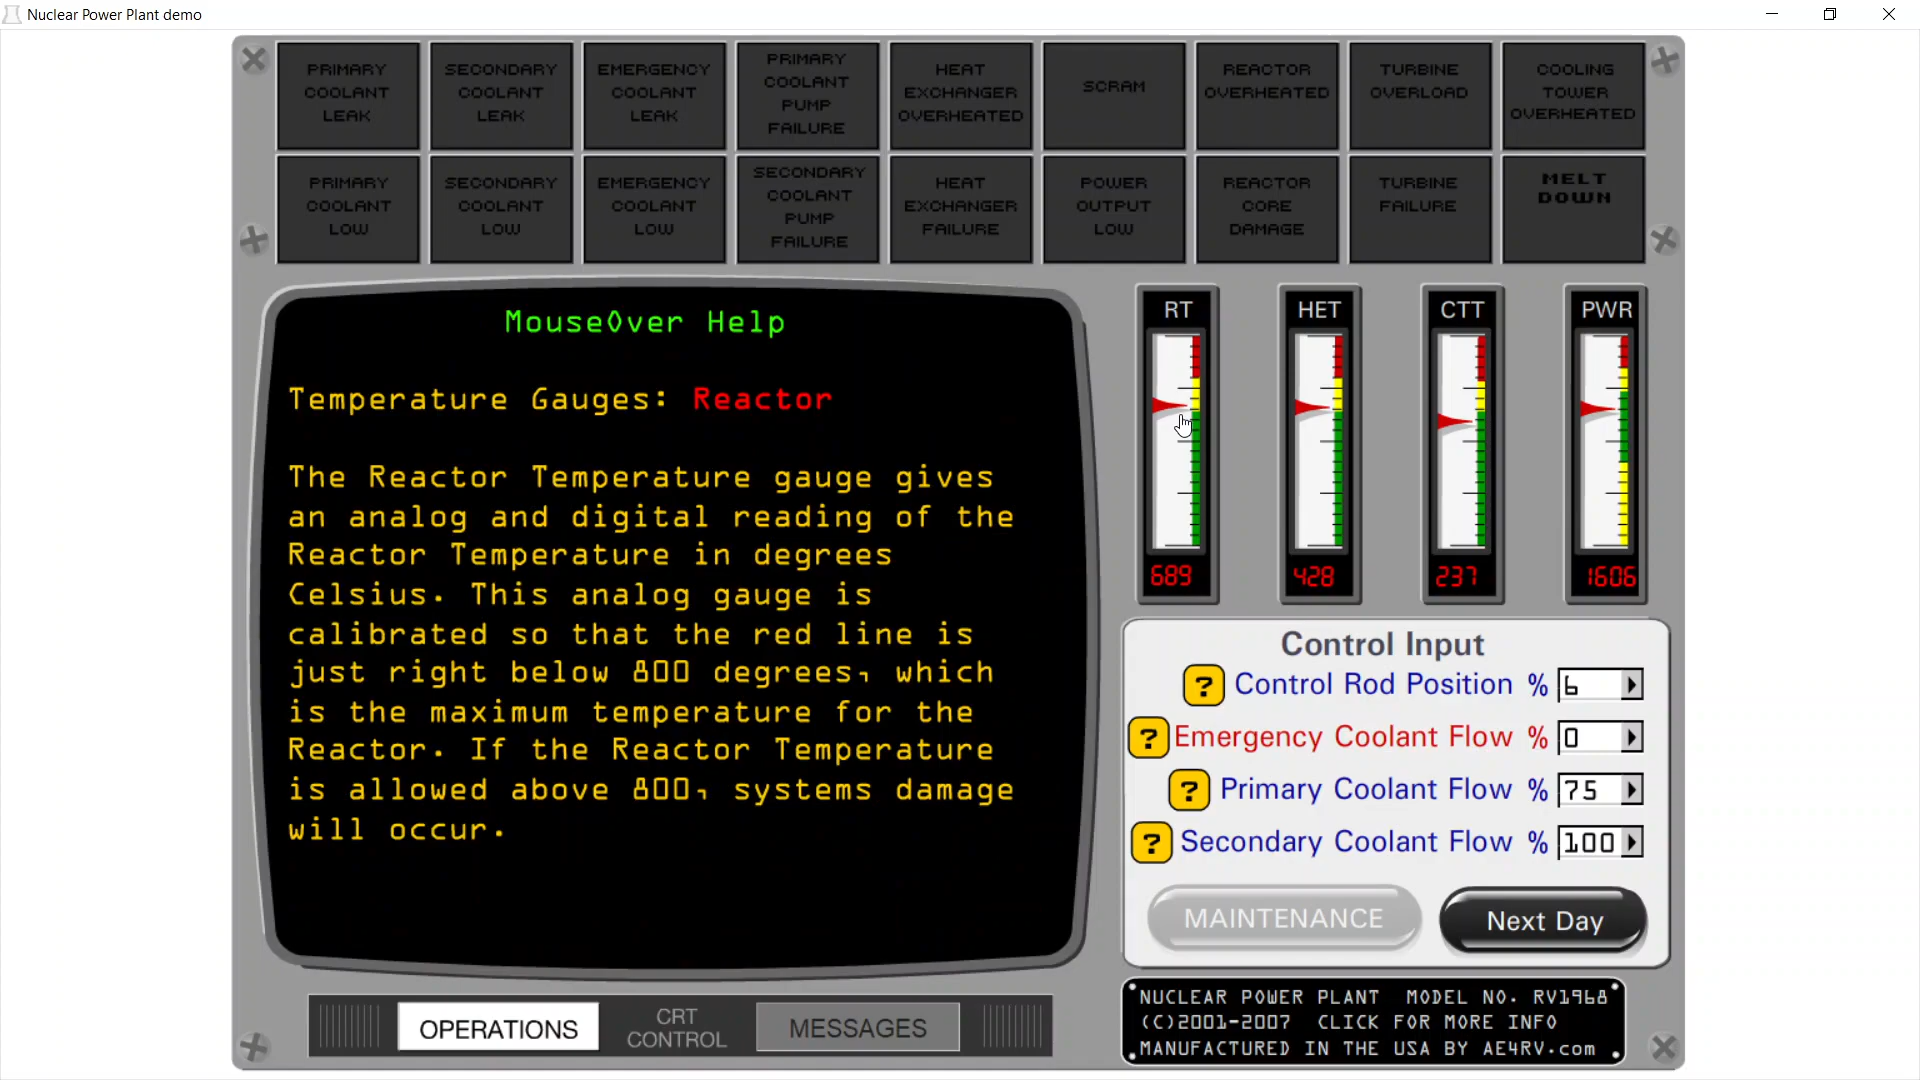 Nuclear Power Plant demo
PRIMARY
COOLANT
LEAK
SECONDARY
COOLANT
LEAK
EMERGENCY
COOLANT
LEAK
PRIMARY
COOLANT
PUMP
FAILURE
HEAT
EXCHANGER
OVERHEATED
SCRAM
REACTOR
OVERHEATED
TURBINE
OVERLOAD
COOLING
TOWER
OVERHEATED
PRIMARY
COOLANT
LOW
SECONDARY
COOLANT
LOW
EMERGENCY
COOLANT
LOW
SECONDARY
COOLANT
PUMP
FAILURE
HEAT
EXCHANGER
FAILURE
POWER
OUTPUT
LOW
REACTOR
CORE
DAMAGE
TURBINE
FAILURE
MELT
DOWN
MouseOver Help
Temperature Gauges: Reactor
The Reactor Temperature gauge gives
an analog and digital reading of the
Reactor Temperature in degrees
Celsius. This analog gauge is
calibrated so that the red line is
just right below 800 degrees, which
is the maximum temperature for the
Reactor. If the Reactor Temperature
is allowed above 800, systems damage
will occur.
RT
689
HET
428
CTT
237
PWR
1606
Control Input
? Control Rod Position % 6
? Emergency Coolant Flow % 0
? Primary Coolant Flow % 75
? Secondary Coolant Flow % 100
MAINTENANCE
Next Day
OPERATIONS
CRT
CONTROL
MESSAGES
NUCLEAR POWER PLANT MODEL NO. RV1968
(C)2001-2007 CLICK FOR MORE INFO
MANUFACTURED IN THE USA BY AE4RV.com